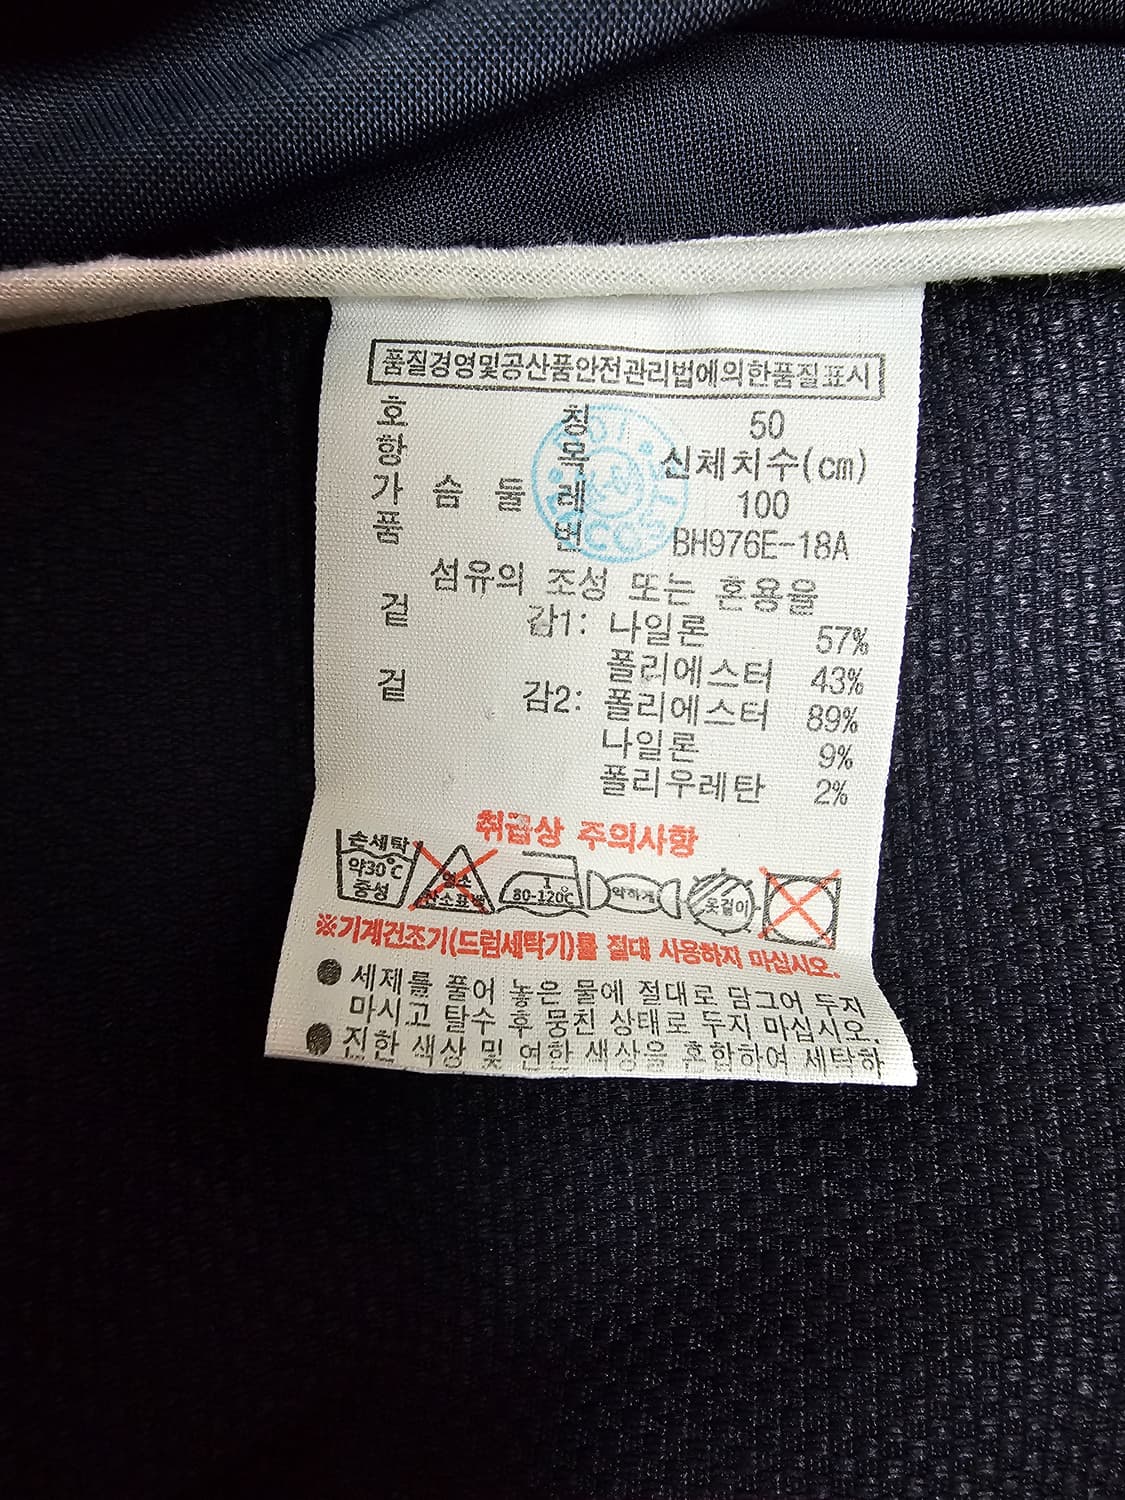 품질경영및공산품안전관리법에의한품질표시
호 칭 50
항 목 신체치수(cm)
가 슴 둘 레 100
품 번 BH976E-18A
섬유의 조성 또는 혼용율
겉 감1: 나일론 57%
폴리에스터 43%
겉 감2: 폴리에스터 89%
나일론 9%
폴리우레탄 2%
취급상 주의사항
손세탁
약30℃
중성
염소
산소표백
80-120℃
약하게
옷걸이
※기계건조기(드럼세탁기)를 절대 사용하지 마십시오.
● 세제를 풀어 놓은 물에 절대로 담그어 두지
마시고 탈수 후 뭉친 상태로 두지 마십시오.
● 진한 색상 및 연한 색상을 혼합하여 세탁하